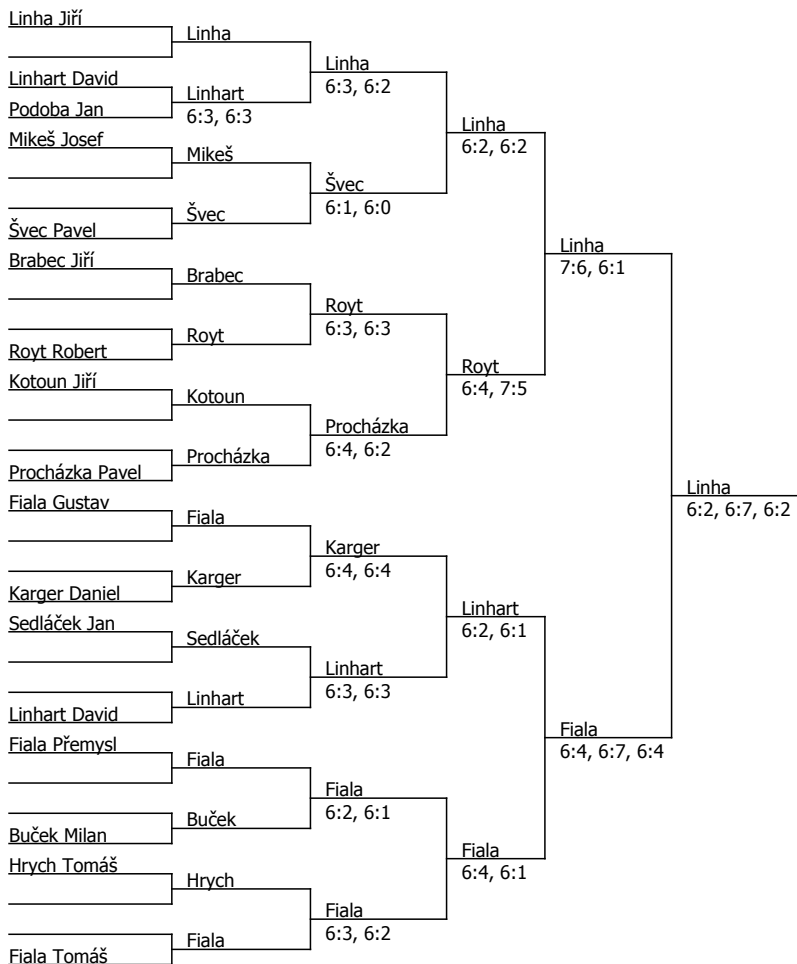 Linha Jiří
Linha
Linha
6:3, 6:2
Linhart David
Linhart
6:3, 6:3
Podoba Jan
Linha
6:2, 6:2
Mikeš Josef
Mikeš
Švec
6:1, 6:0
Švec
Švec Pavel
Linha
7:6, 6:1
Brabec Jiří
Brabec
Royt
6:3, 6:3
Royt
Royt Robert
Royt
6:4, 7:5
Kotoun Jiří
Kotoun
Procházka
6:4, 6:2
Procházka
Procházka Pavel
Linha
6:2, 6:7, 6:2
Fiala Gustav
Fiala
Karger
6:4, 6:4
Karger
Karger Daniel
Linhart
6:2, 6:1
Sedláček Jan
Sedláček
Linhart
6:3, 6:3
Linhart
Linhart David
Fiala
6:4, 6:7, 6:4
Fiala Přemysl
Fiala
Fiala
6:2, 6:1
Buček
Buček Milan
Fiala
6:4, 6:1
Hrych Tomáš
Hrych
Fiala
6:3, 6:2
Fiala
Fiala Tomáš